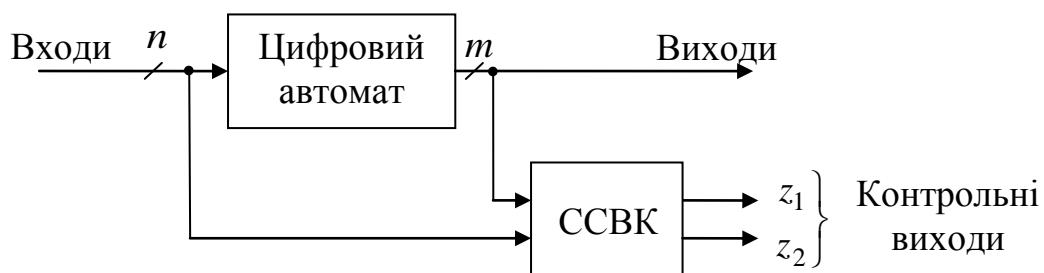 Входи n
Цифровий
автомат
m
Виходи
ССВК
z1
z2
Контрольні
виходи